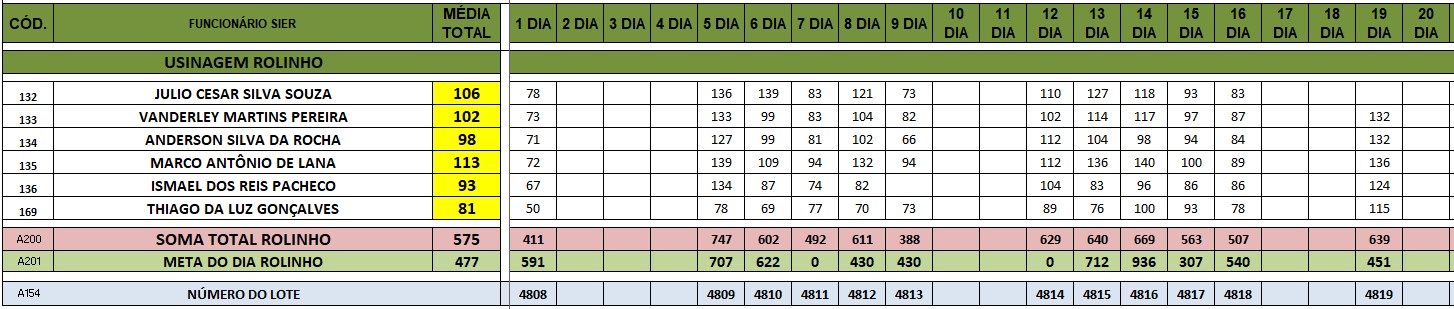 CÓD. FUNCIONÁRIO SIER MÉDIA TOTAL 1 DIA 2 DIA 3 DIA 4 DIA 5 DIA 6 DIA 7 DIA 8 DIA 9 DIA 10 DIA 11 DIA 12 DIA 13 DIA 14 DIA 15 DIA 16 DIA 17 DIA 18 DIA 19 DIA 20 DIA
USINAGEM ROLINHO
132 JULIO CESAR SILVA SOUZA 106 78 136 139 83 121 73 110 127 118 93 83
133 VANDERLEY MARTINS PEREIRA 102 73 133 99 83 104 82 102 114 117 97 87 132
134 ANDERSON SILVA DA ROCHA 98 71 127 99 81 102 66 112 104 98 94 84 132
135 MARCO ANTÔNIO DE LANA 113 72 139 109 94 132 94 112 136 140 100 89 136
136 ISMAEL DOS REIS PACHECO 93 67 134 87 74 82 104 83 96 86 86 124
169 THIAGO DA LUZ GONÇALVES 81 50 78 69 77 70 73 89 76 100 93 78 115
A200 SOMA TOTAL ROLINHO 575 411 747 602 492 611 388 629 640 669 563 507 639
A201 META DO DIA ROLINHO 477 591 707 622 0 430 430 0 712 936 307 540 451
A154 NÚMERO DO LOTE 4808 4809 4810 4811 4812 4813 4814 4815 4816 4817 4818 4819